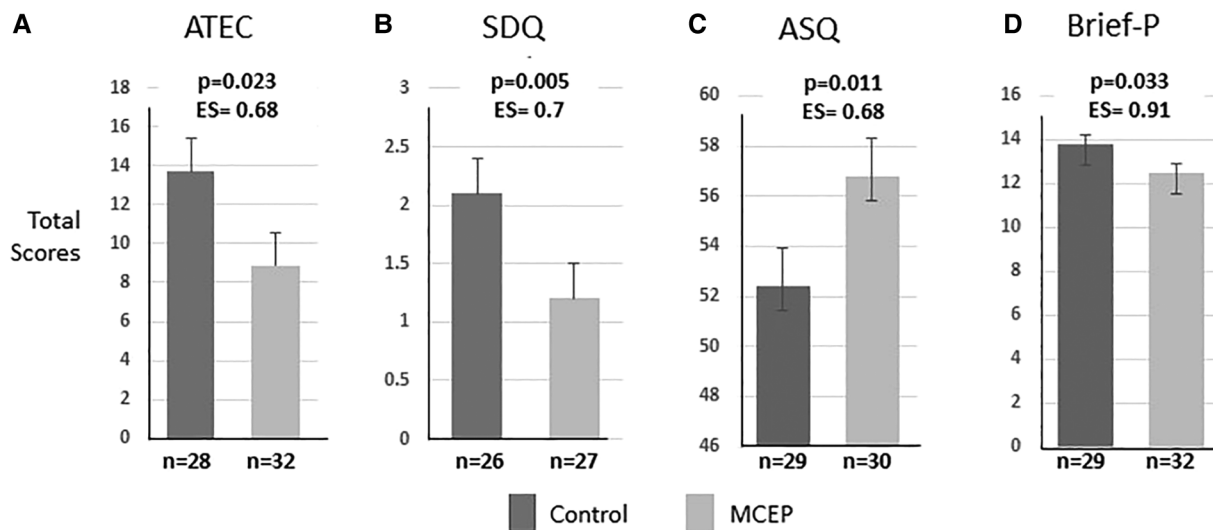 A ATEC
p=0.023
ES= 0.68
18
16
14
12
10
8
6
4
2
0
Total
Scores
n=28 n=32
B SDQ
p=0.005
ES= 0.7
3
2.5
2
1.5
1
0.5
0
n=26 n=27
C ASQ
p=0.011
ES= 0.68
60
58
56
54
52
50
48
46
n=29 n=30
D Brief-P
p=0.033
ES= 0.91
16
14
12
10
8
6
4
2
0
n=29 n=32
Control MCEP